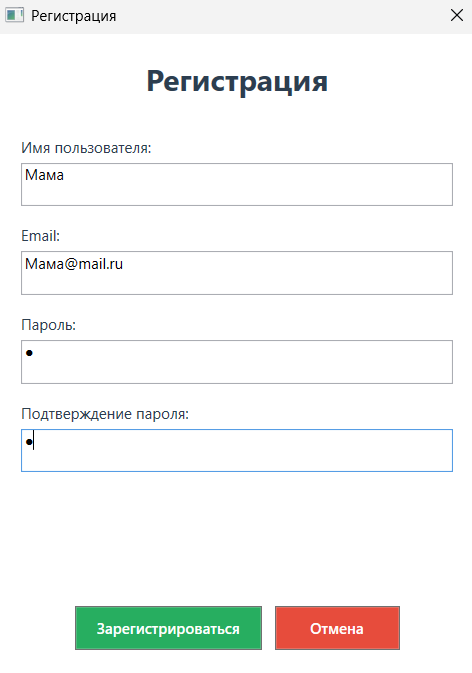 Регистрация
Регистрация
Имя пользователя:
Мама
Email:
Мама@mail.ru
Пароль:
●
Подтверждение пароля:
●
Зарегистрироваться
Отмена